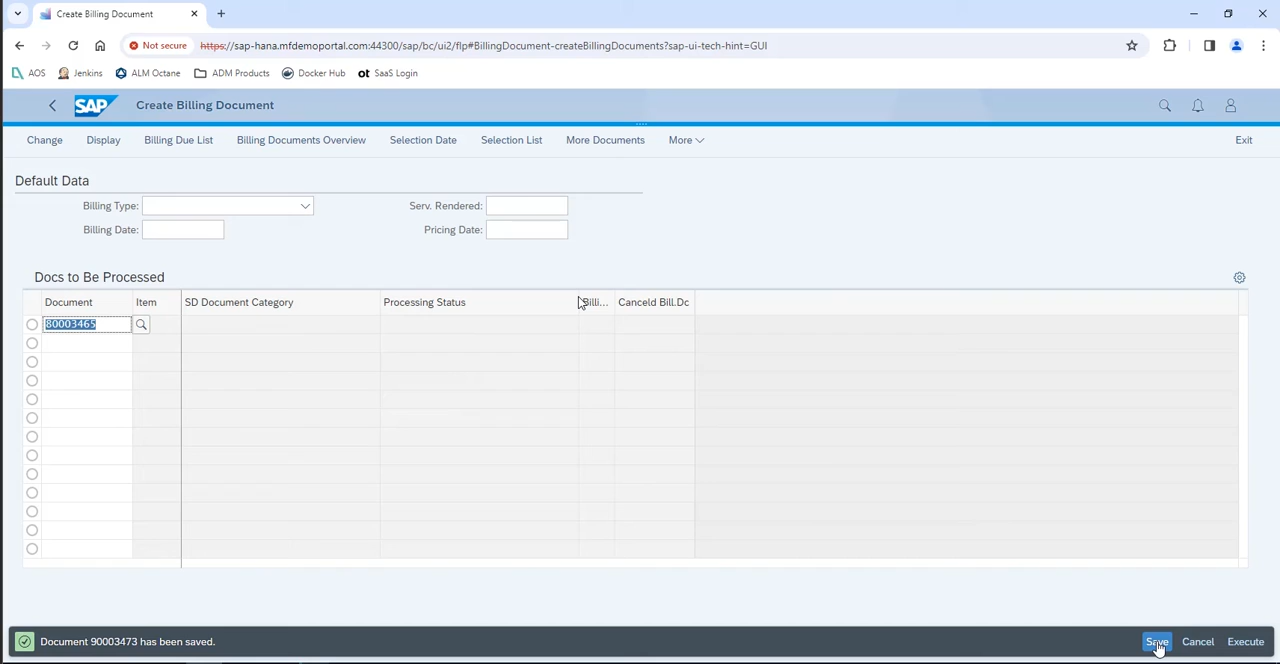 Create Billing Document
Not secure https://sap-hana.mfdemoportal.com:44300/sap/bc/ui2/flp#BillingDocument-createBillingDocuments?sap-ui-tech-hint=GUI
AOS Jenkins ALM Octane ADM Products Docker Hub ot SaaS Login
SAP Create Billing Document
Change Display Billing Due List Billing Documents Overview Selection Date Selection List More Documents More Exit
Default Data
Billing Type: Serv. Rendered:
Billing Date: Pricing Date:
Docs to Be Processed
Document Item SD Document Category Processing Status Billi... Canceld Bill.Dc
80003465
Document 90003473 has been saved. Save Cancel Execute